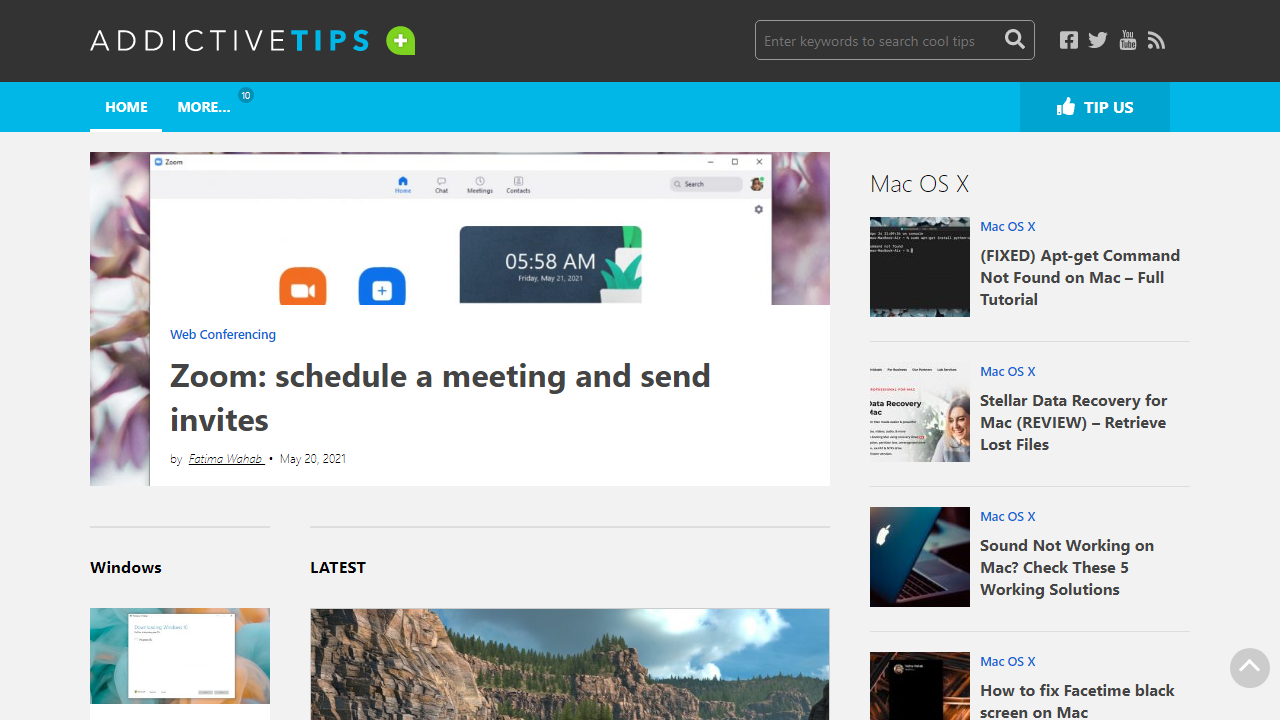 ADDICTIVETIPS
Enter keywords to search cool tips
You
Tube
HOME
MORE...
10
TIP US
Zoom
Home
Chat
Meetings
Contacts
Search
05:58 AM
Friday, May 21, 2021
Web Conferencing
Zoom: schedule a meeting and send
invites
by Fatima Wahab • May 20, 2021
Windows
LATEST
Mac OS X
Mac OS X
(FIXED) Apt-get Command
Not Found on Mac – Full
Tutorial
Mac OS X
Stellar Data Recovery for
Mac (REVIEW) – Retrieve
Lost Files
Data Recovery
Mac OS X
Sound Not Working on
Mac? Check These 5
Working Solutions
Mac OS X
How to fix Facetime black
screen on Mac